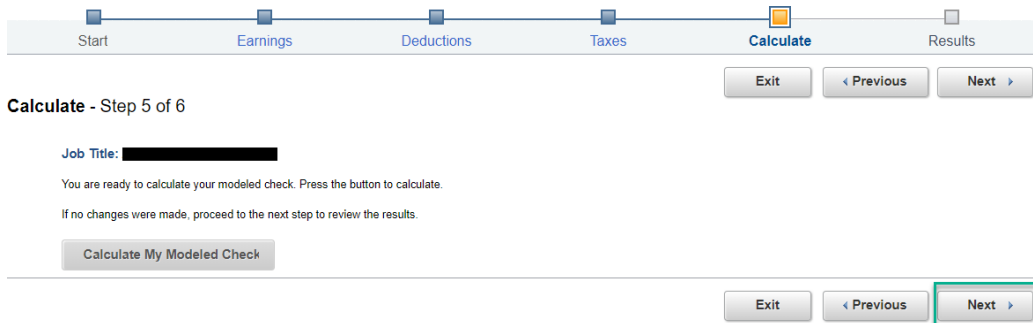 Start Earnings Deductions Taxes Calculate Results
Exit Previous Next
Calculate - Step 5 of 6
Job Title:
You are ready to calculate your modeled check. Press the button to calculate.
If no changes were made, proceed to the next step to review the results.
Calculate My Modeled Check
Exit Previous Next